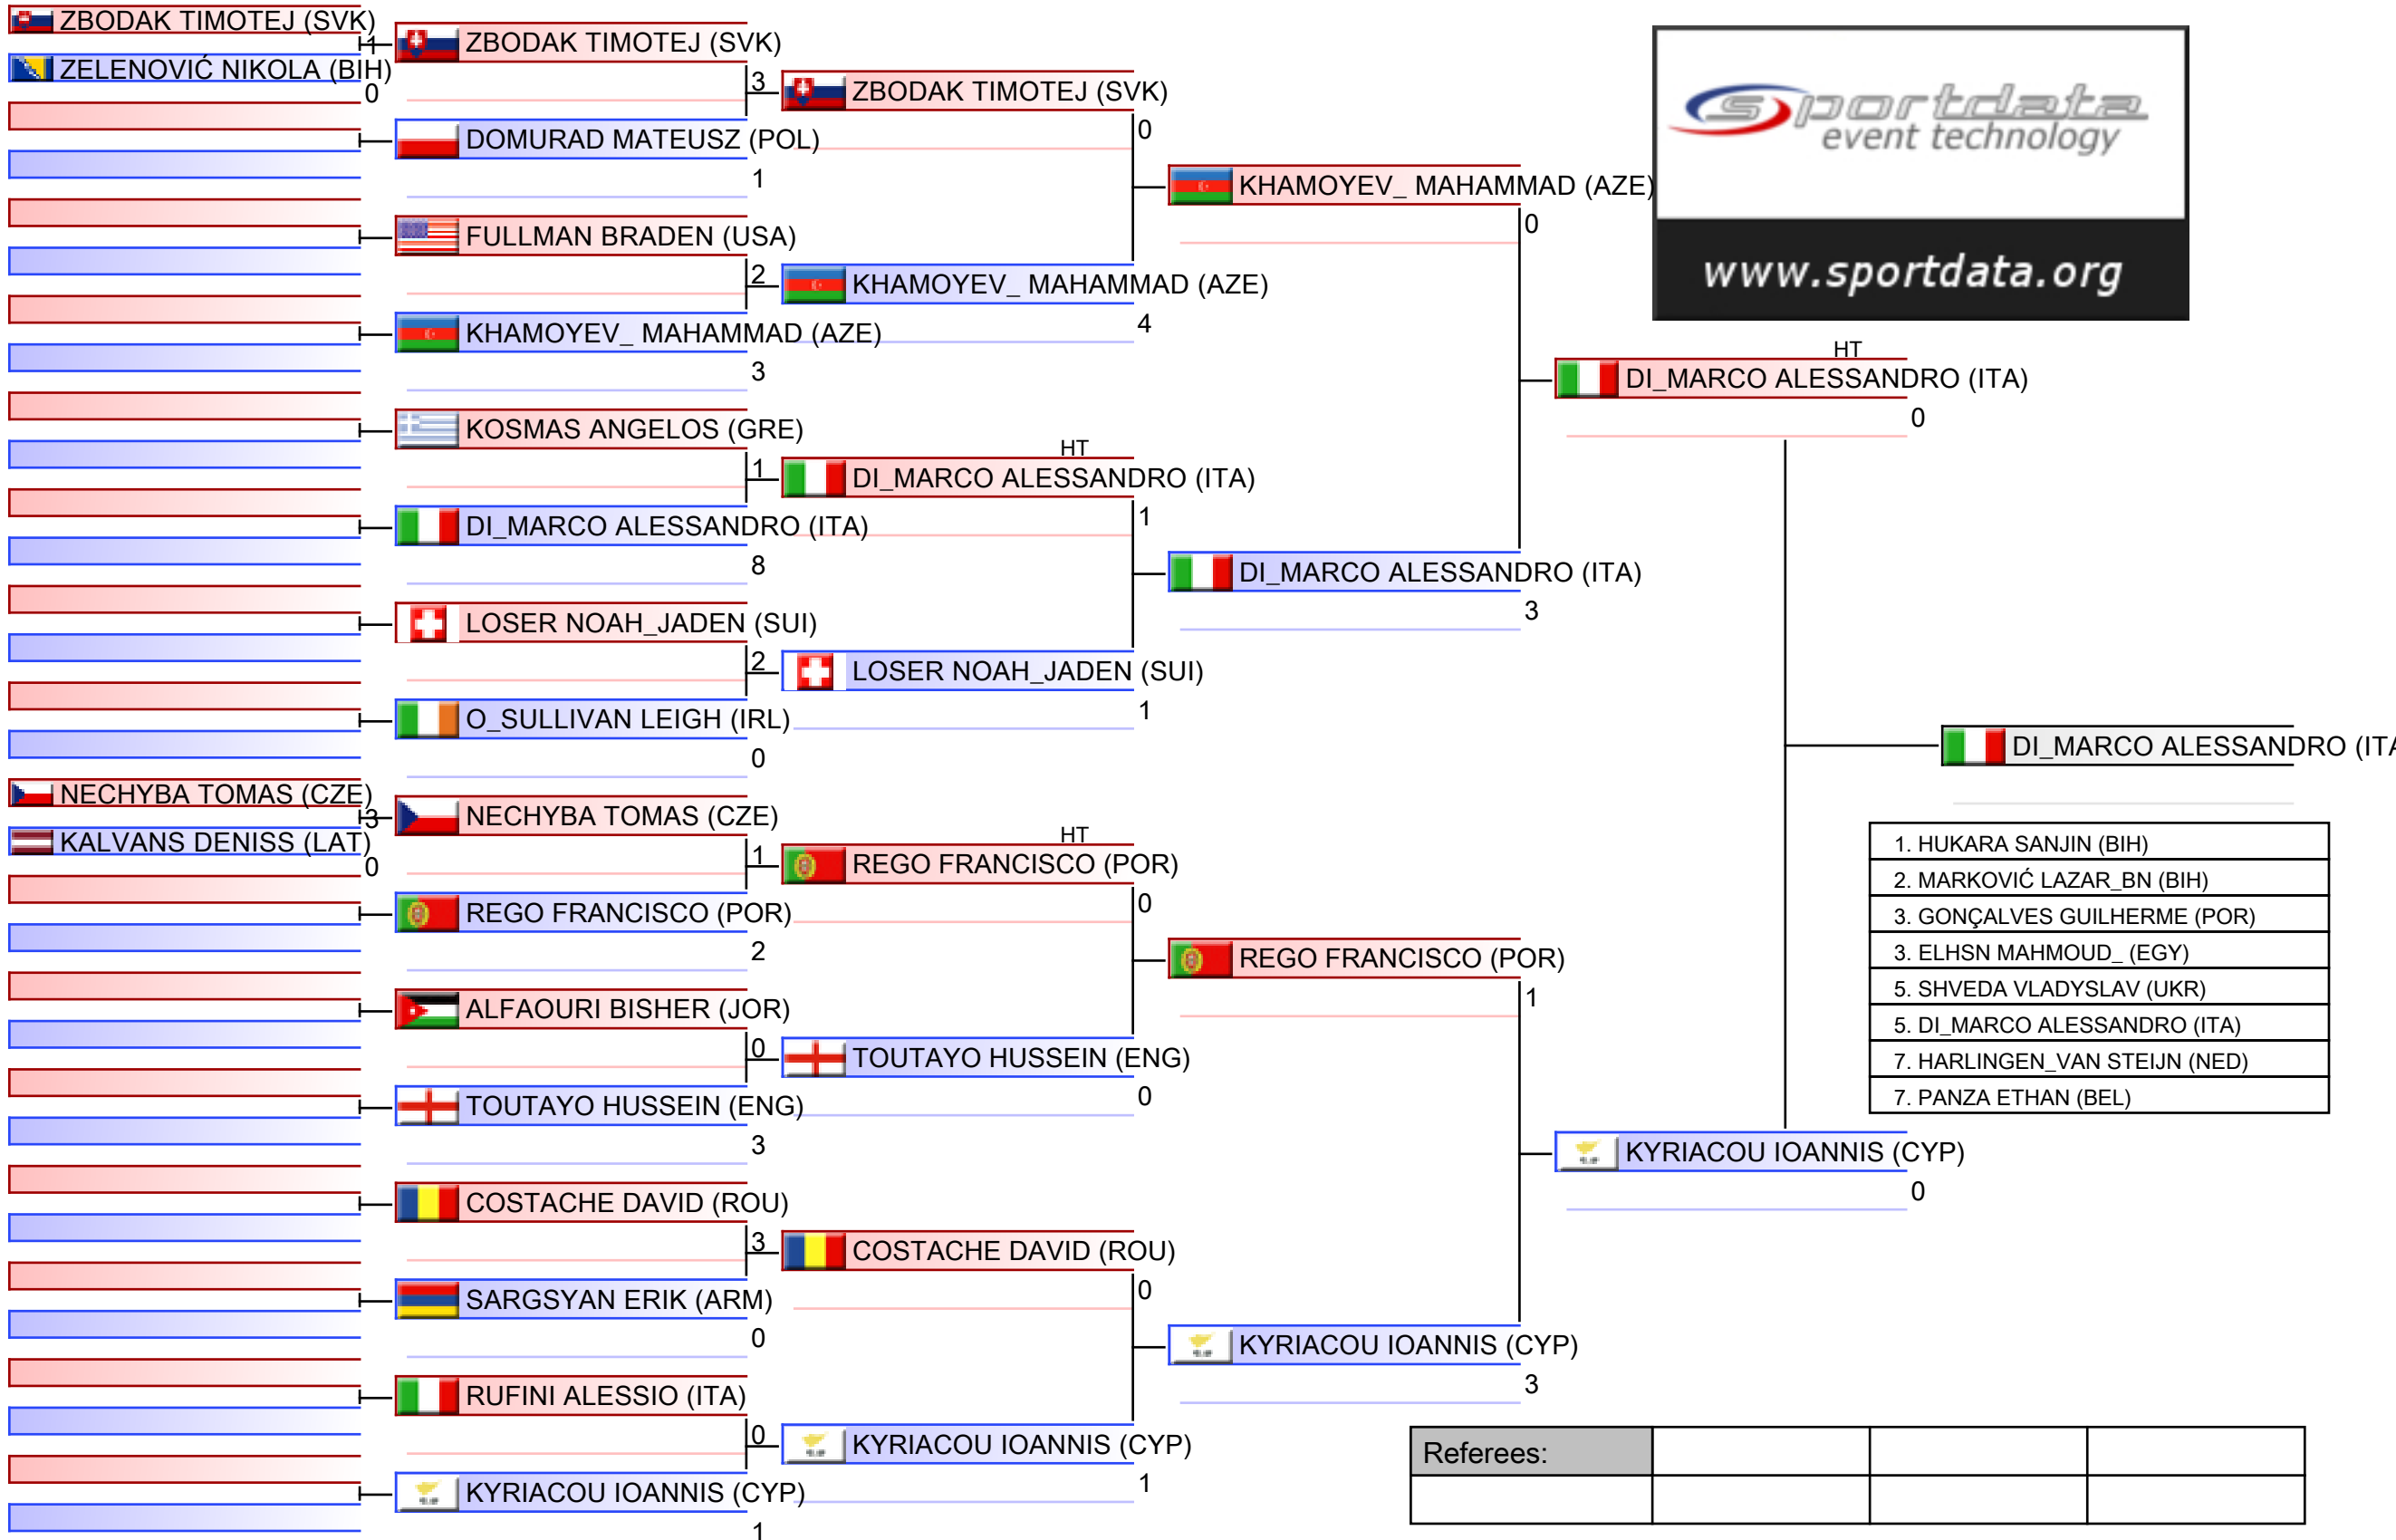 ZBODAK TIMOTEJ (SVK)
1
ZELENOVIĆ NIKOLA (BIH)
0
NECHYBA TOMAS (CZE)
3
KALVANS DENISS (LAT)
0
ZBODAK TIMOTEJ (SVK)
3
DOMURAD MATEUSZ (POL)
1
FULLMAN BRADEN (USA)
2
KHAMOYEV_ MAHAMMAD (AZE)
3
KOSMAS ANGELOS (GRE)
1
DI_MARCO ALESSANDRO (ITA)
8
LOSER NOAH_JADEN (SUI)
2
O_SULLIVAN LEIGH (IRL)
0
NECHYBA TOMAS (CZE)
1
REGO FRANCISCO (POR)
2
ALFAOURI BISHER (JOR)
0
TOUTAYO HUSSEIN (ENG)
3
COSTACHE DAVID (ROU)
3
SARGSYAN ERIK (ARM)
0
RUFINI ALESSIO (ITA)
0
KYRIACOU IOANNIS (CYP)
1
ZBODAK TIMOTEJ (SVK)
0
KHAMOYEV_ MAHAMMAD (AZE)
4
HT
DI_MARCO ALESSANDRO (ITA)
1
LOSER NOAH_JADEN (SUI)
1
HT
REGO FRANCISCO (POR)
0
TOUTAYO HUSSEIN (ENG)
0
COSTACHE DAVID (ROU)
0
KYRIACOU IOANNIS (CYP)
1
KHAMOYEV_ MAHAMMAD (AZE)
0
DI_MARCO ALESSANDRO (ITA)
3
REGO FRANCISCO (POR)
1
KYRIACOU IOANNIS (CYP)
3
HT
DI_MARCO ALESSANDRO (ITA)
0
KYRIACOU IOANNIS (CYP)
0
DI_MARCO ALESSANDRO (ITA
sportdata
event technology
www.sportdata.org
1. HUKARA SANJIN (BIH)
2. MARKOVIĆ LAZAR_BN (BIH)
3. GONÇALVES GUILHERME (POR)
3. ELHSN MAHMOUD_ (EGY)
5. SHVEDA VLADYSLAV (UKR)
5. DI_MARCO ALESSANDRO (ITA)
7. HARLINGEN_VAN STEIJN (NED)
7. PANZA ETHAN (BEL)
Referees: